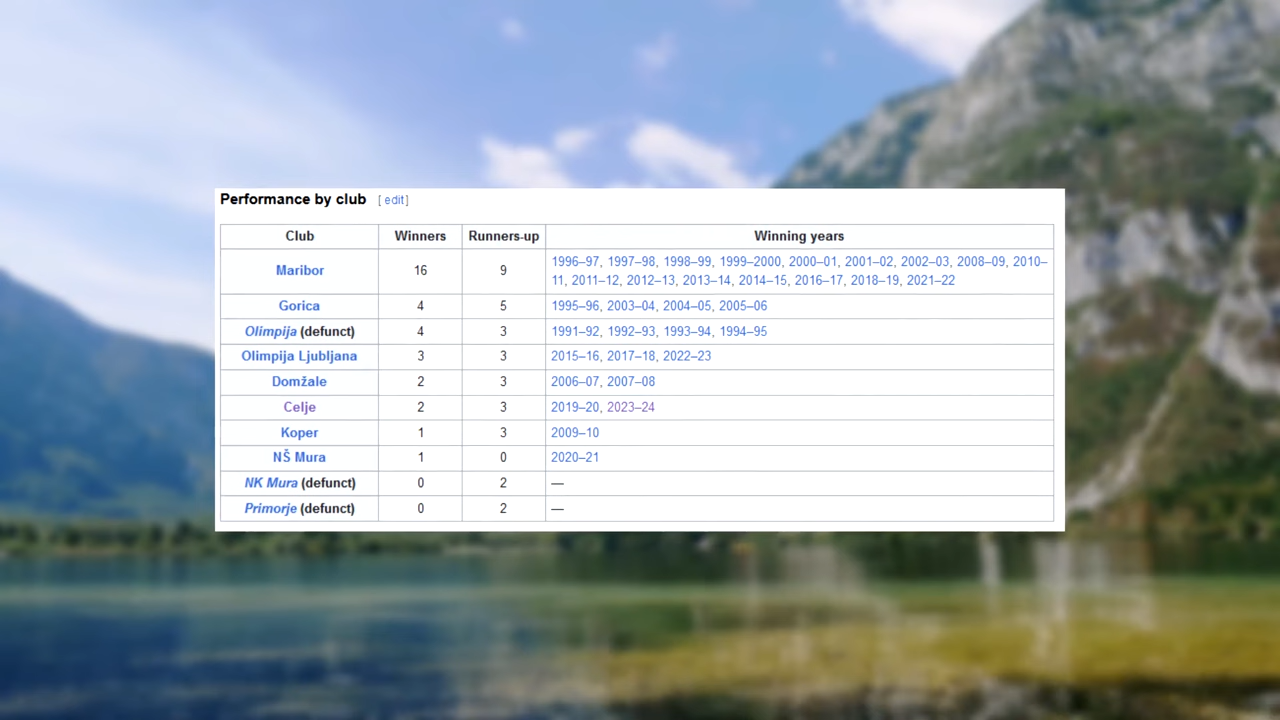 Performance by club [ edit ]
Club Winners Runners-up Winning years
Maribor 16 9 1996–97, 1997–98, 1998–99, 1999–2000, 2000–01, 2001–02, 2002–03, 2008–09, 2010–
11, 2011–12, 2012–13, 2013–14, 2014–15, 2016–17, 2018–19, 2021–22
Gorica 4 5 1995–96, 2003–04, 2004–05, 2005–06
Olimpija (defunct) 4 3 1991–92, 1992–93, 1993–94, 1994–95
Olimpija Ljubljana 3 3 2015–16, 2017–18, 2022–23
Domžale 2 3 2006–07, 2007–08
Celje 2 3 2019–20, 2023–24
Koper 1 3 2009–10
NŠ Mura 1 0 2020–21
NK Mura (defunct) 0 2 —
Primorje (defunct) 0 2 —